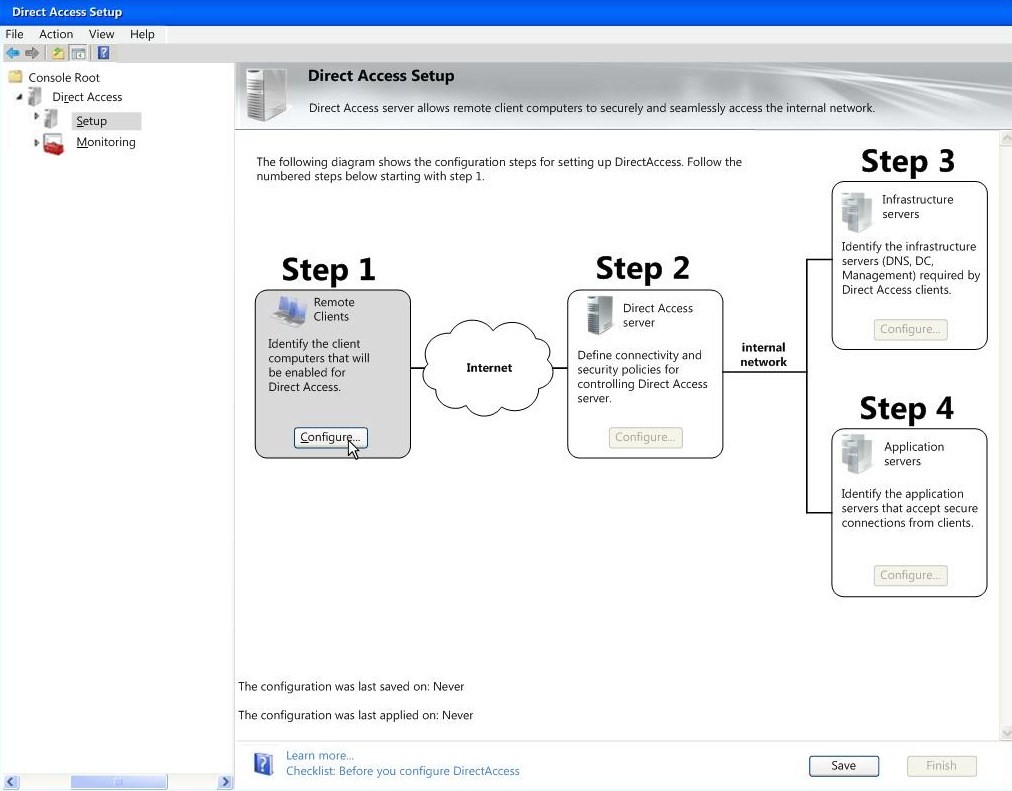 Direct Access Setup
File Action View Help
Console Root
Direct Access
Setup
Monitoring
Direct Access Setup
Direct Access server allows remote client computers to securely and seamlessly access the internal network.
The following diagram shows the configuration steps for setting up DirectAccess. Follow the
numbered steps below starting with step 1.
Step 1
Remote
Clients
Identify the client
computers that will
be enabled for
Direct Access.
Configure...
Internet
Step 2
Direct Access
server
Define connectivity and
security policies for
controlling Direct Access
server.
Configure...
internal
network
Step 3
Infrastructure
servers
Identify the infrastructure
servers (DNS, DC,
Management) required by
Direct Access clients.
Configure...
Step 4
Application
servers
Identify the application
servers that accept secure
connections from clients.
Configure...
The configuration was last saved on: Never
The configuration was last applied on: Never
Learn more...
Checklist: Before you configure DirectAccess
Save
Finish